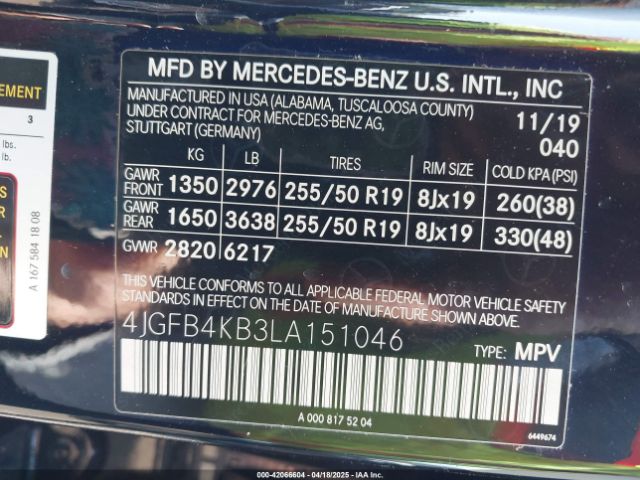 EMENT
3
lbs.
lb.
S
R
A 167 584 18 08
MFD BY MERCEDES-BENZ U.S. INTL., INC
MANUFACTURED IN USA (ALABAMA, TUSCALOOSA COUNTY)
UNDER CONTRACT FOR MERCEDES-BENZ AG,
STUTTGART (GERMANY)
11/19
040
KG LB TIRES RIM SIZE COLD KPA (PSI)
GAWR FRONT 1350 2976 255/50 R19 8Jx19 260(38)
GAWR REAR 1650 3638 255/50 R19 8Jx19 330(48)
GVWR 2820 6217
THIS VEHICLE CONFORMS TO ALL APPLICABLE FEDERAL MOTOR VEHICLE SAFETY
STANDARDS IN EFFECT ON THE DATE OF MANUFACTURE SHOWN ABOVE.
4JGFB4KB3LA151046
TYPE: MPV
A 000 817 52 04
6449674
000-42066604 - 04/18/2025 - IAAI.COM